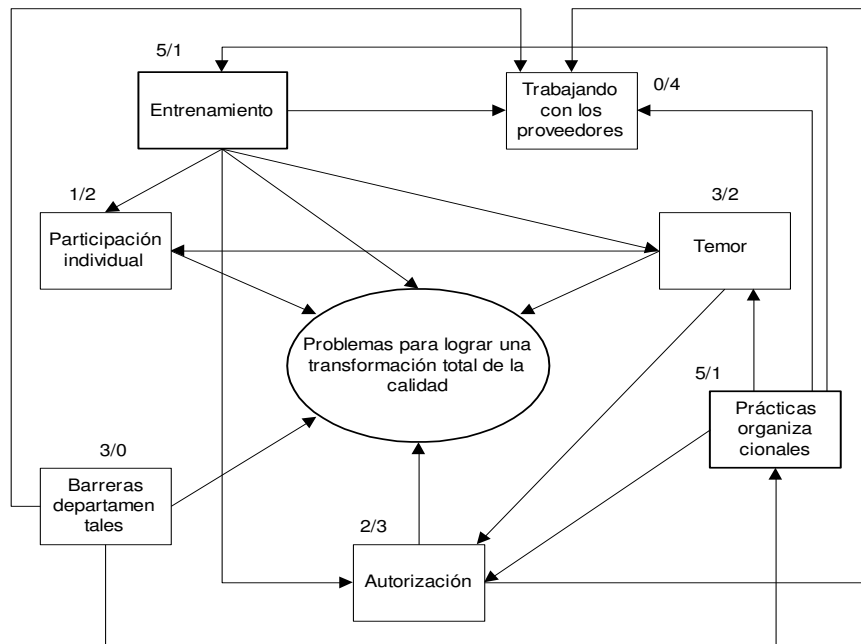 5/1
Entrenamiento
Trabajando
con los
proveedores
0/4
1/2
Participación
individual
3/2
Temor
Problemas para lograr una
transformación total de la
calidad
5/1
Prácticas
organiza
cionales
3/0
Barreras
departamen
tales
2/3
Autorización